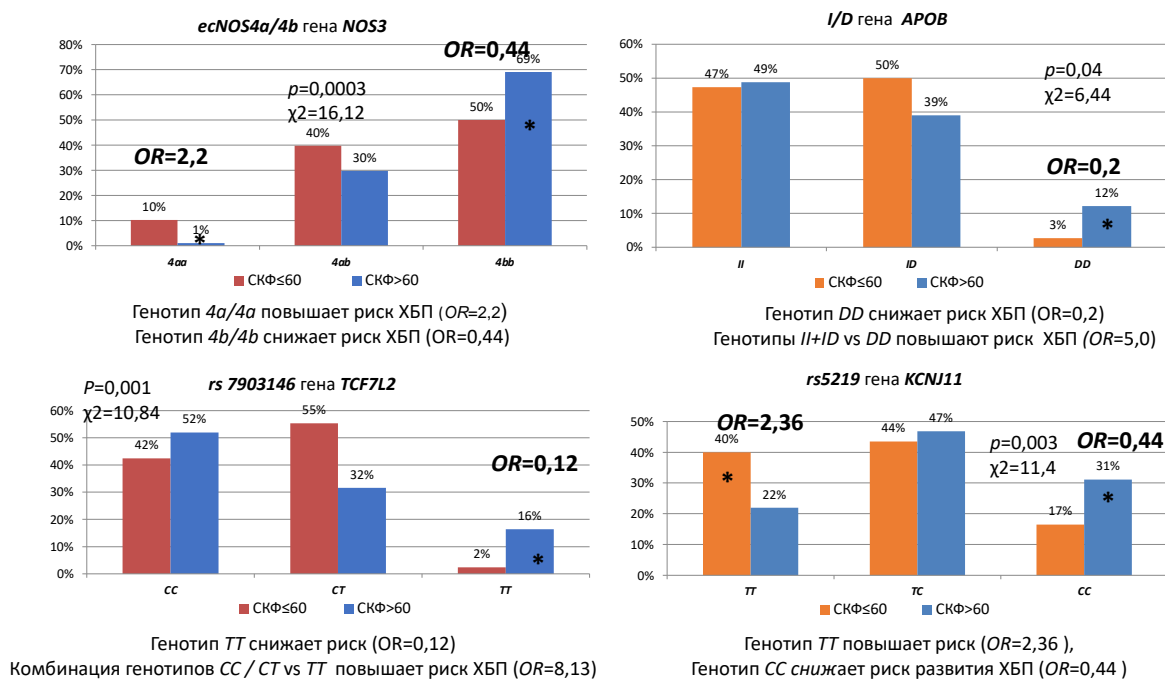 ecNOS4a/4b гена NOS3
80%
70%
60%
50%
40%
30%
20%
10%
0%
OR=2,2
p=0,0003
χ2=16,12
OR=0,44
10%
1%
*
40%
30%
50%
69%
*
4aa
4ab
4bb
СКФ≤60
СКФ>60
Генотип 4a/4a повышает риск ХБП (OR=2,2)
Генотип 4b/4b снижает риск ХБП (OR=0,44)
I/D гена APOB
60%
50%
40%
30%
20%
10%
0%
47%
49%
50%
39%
p=0,04
χ2=6,44
OR=0,2
3%
12%
*
II
ID
DD
СКФ≤60
СКФ>60
Генотип DD снижает риск ХБП (OR=0,2)
Генотипы II+ID vs DD повышают риск ХБП (OR=5,0)
rs 7903146 гена TCF7L2
P=0,001
χ2=10,84
60%
50%
40%
30%
20%
10%
0%
42%
52%
55%
32%
OR=0,12
2%
16%
*
CC
CT
TT
СКФ≤60
СКФ>60
Генотип TT снижает риск (OR=0,12)
Комбинация генотипов CC / CT vs TT повышает риск ХБП (OR=8,13)
rs5219 гена KCNJ11
50%
40%
30%
20%
10%
0%
OR=2,36
40%
*
22%
44%
47%
p=0,003
χ2=11,4
OR=0,44
17%
31%
*
TT
TC
CC
СКФ≤60
СКФ>60
Генотип TT повышает риск (OR=2,36 ),
Генотип CC снижает риск развития ХБП (OR=0,44 )